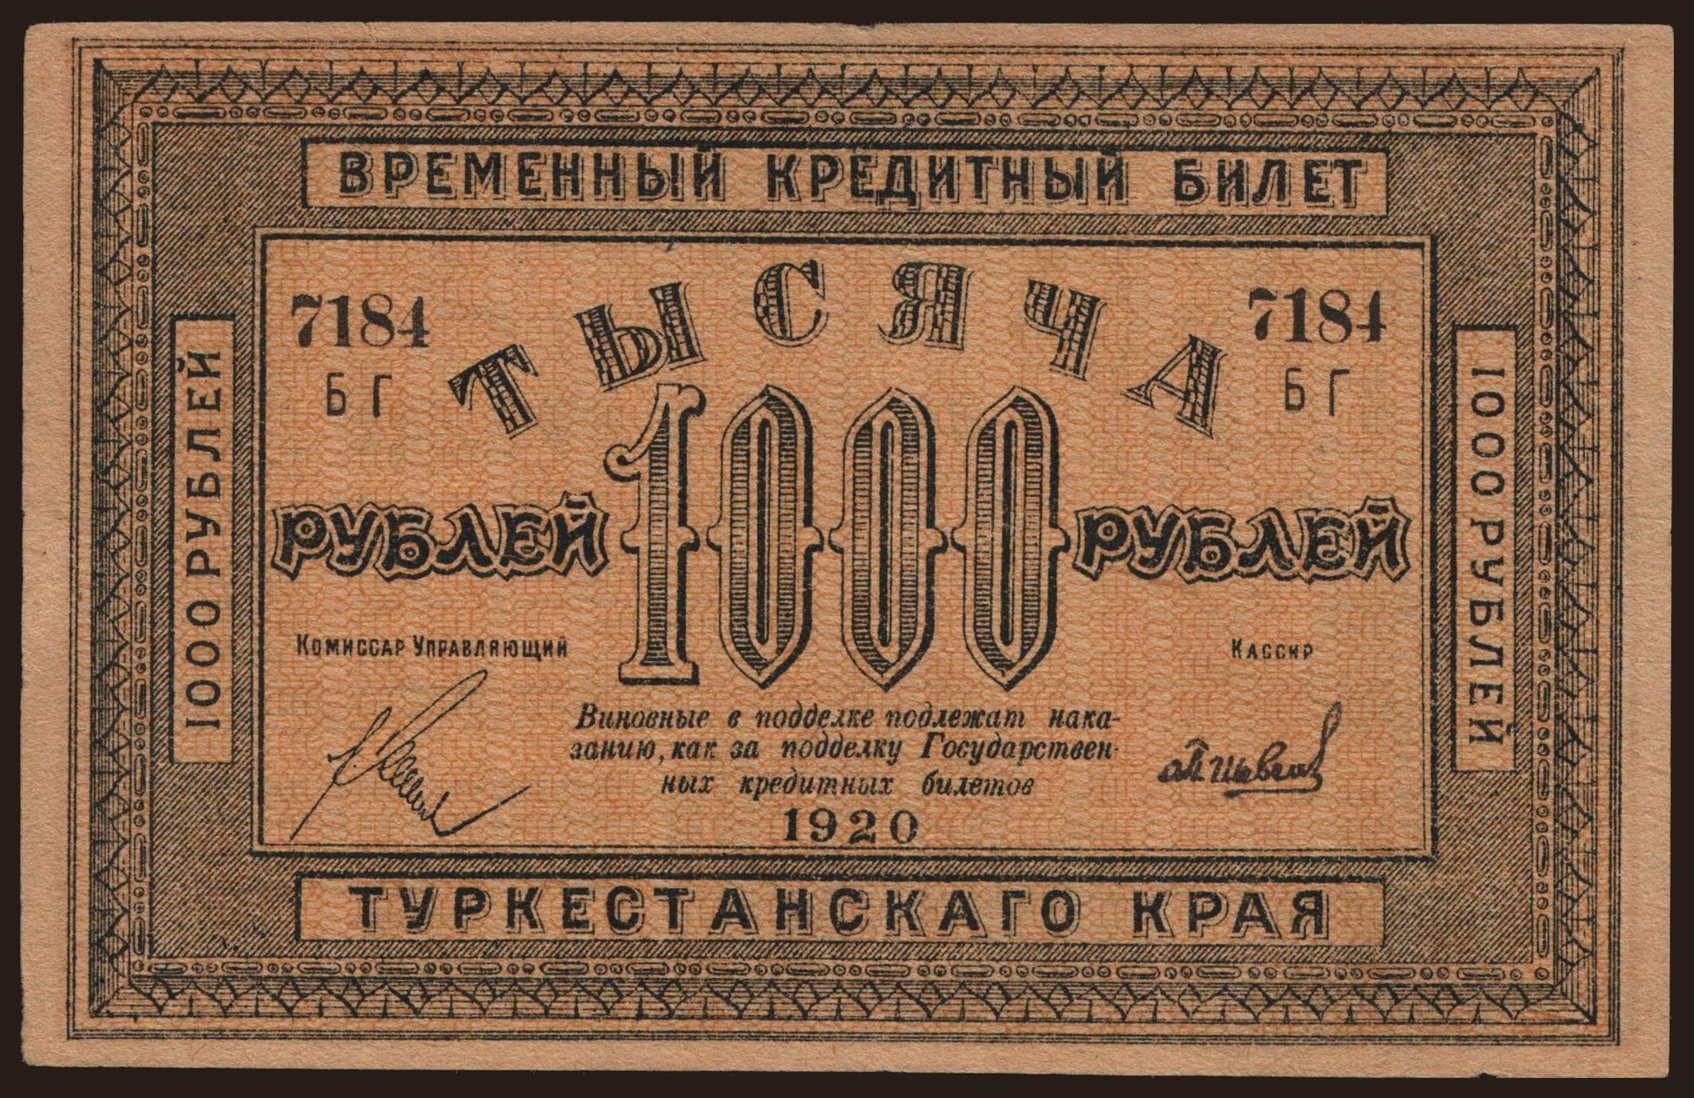 ВРЕМЕННЫЙ КРЕДИТНЫЙ БИЛЕТ
7184
БГ
ТЫСЯЧА
7184
БГ
1000 РУБЛЕЙ
РУБЛЕЙ 1000 РУБЛЕЙ
1000 РУБЛЕЙ
Комиссар Управляющий
Кассир
Виновные в подделке подлежат нака-
занию, как за подделку Государствен-
ных кредитных билетов
1920
ТУРКЕСТАНСКАГО КРАЯ